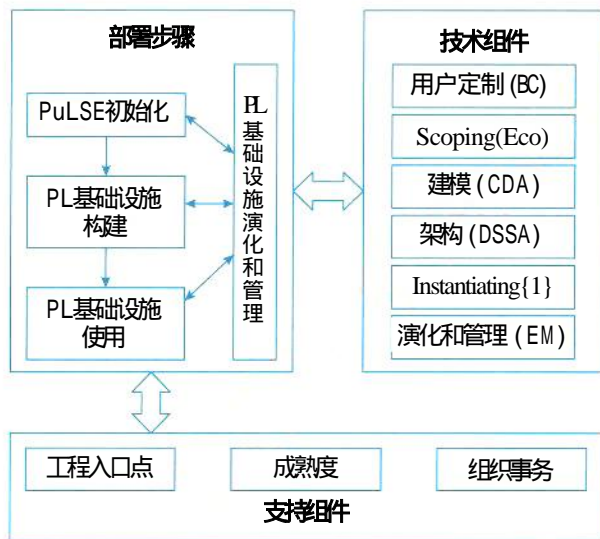 部署步骤
PuLSE初始化
PL基础设施
构建
PL基础设施
使用
PL
基
础
设
施
演
化
和
管
理
技术组件
用户定制(BC)
Scoping(Eco)
建模(CDA)
架构(DSSA)
Instantiating{1}
演化和管理(EM)
工程入口点
成熟度
组织事务
支持组件